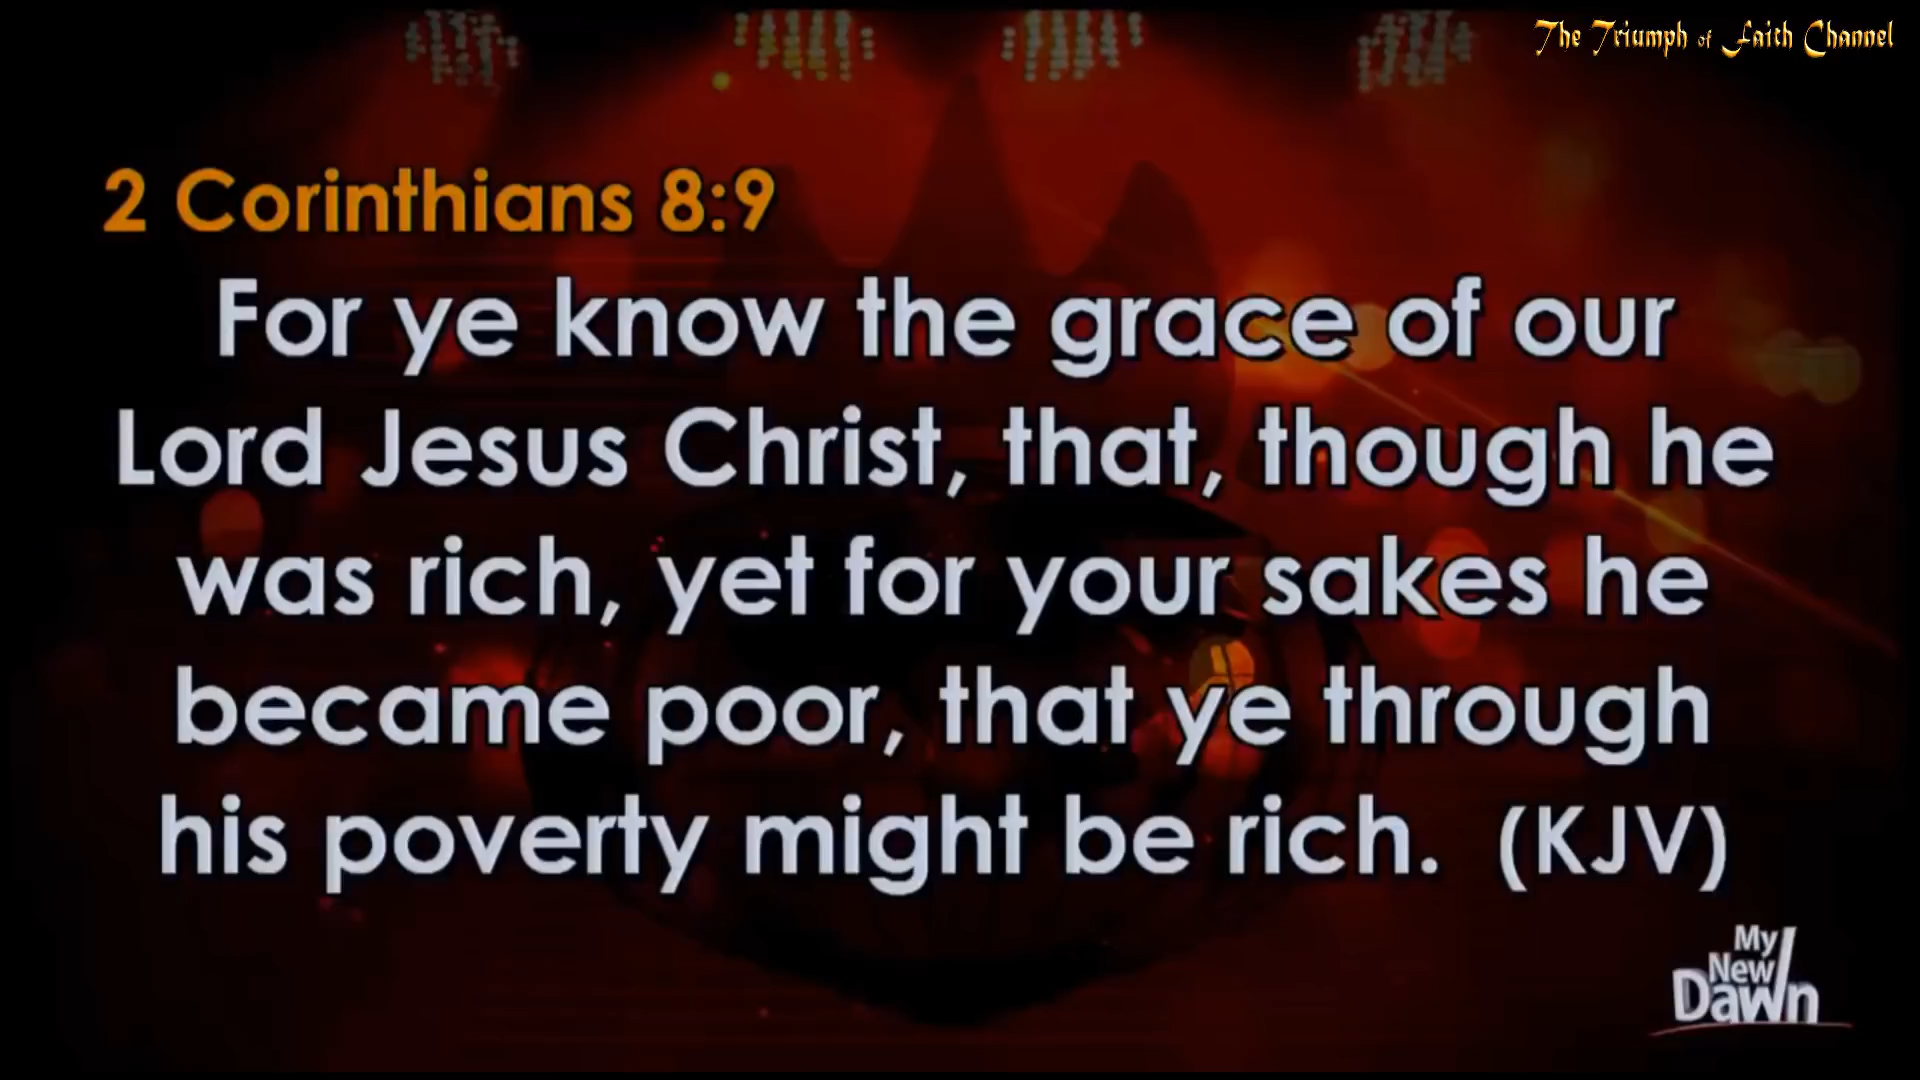 The Triumph of Faith Channel
2 Corinthians 8:9
For ye know the grace of our
Lord Jesus Christ, that, though he
was rich, yet for your sakes he
became poor, that ye through
his poverty might be rich. (KJV)
My
New
Dawn